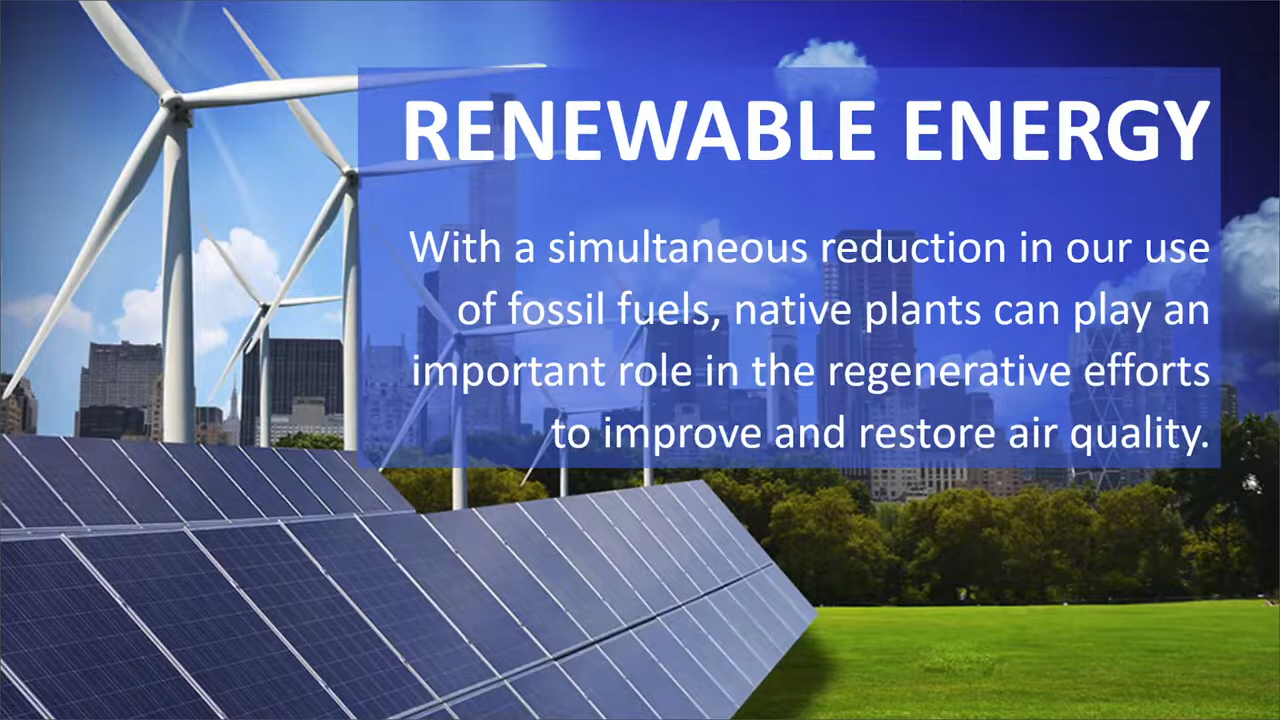 RENEWABLE ENERGY
With a simultaneous reduction in our use
of fossil fuels, native plants can play an
important role in the regenerative efforts
to improve and restore air quality.